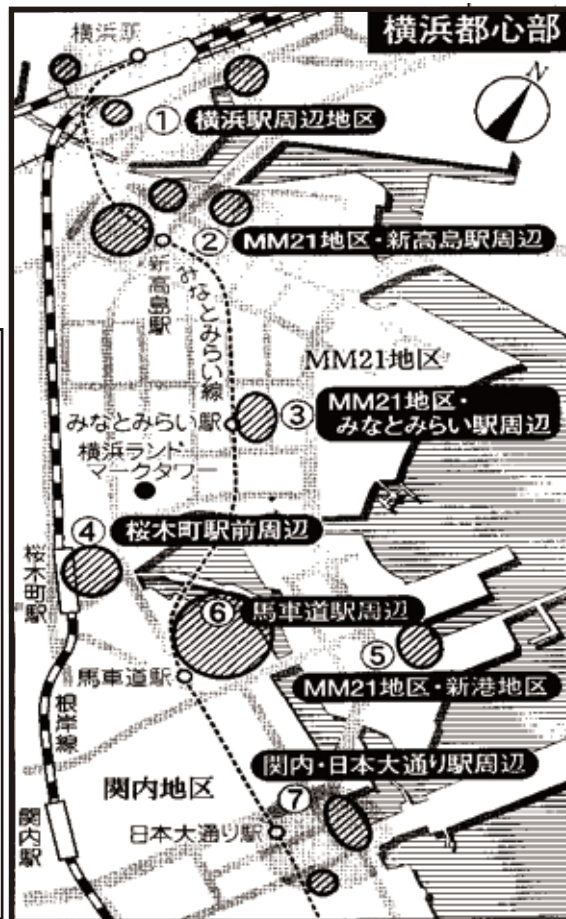 横浜都心部
横浜駅
N
① 横浜駅周辺地区
② MM21地区・新高島駅周辺
新高島駅
みなとみらい線
MM21地区
みなとみらい駅
③ MM21地区・
みなとみらい駅周辺
横浜ランド
マークタワー
④ 桜木町駅前周辺
桜木町駅
⑥ 馬車道駅周辺
⑤
MM21地区・新港地区
馬車道駅
根岸線
関内・日本大通り駅周辺
⑦
関内地区
日本大通り駅
関内駅